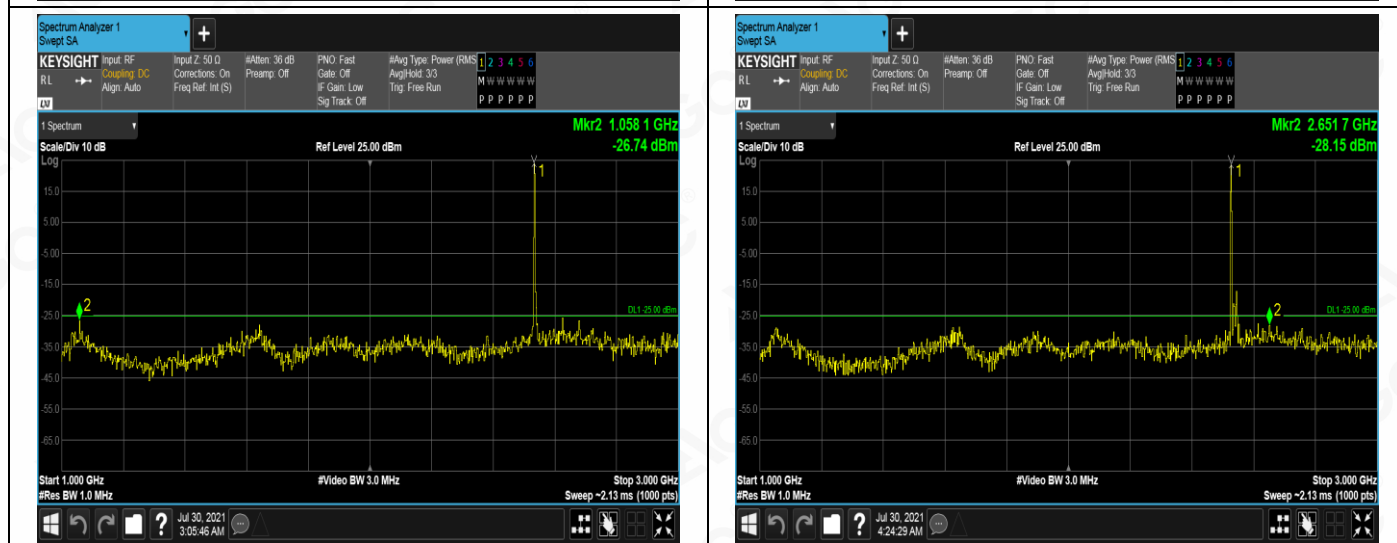 Spectrum Analyzer 1
Swept SA
KEYSIGHT
RL
LXI
Input: RF
Coupling: DC
Align: Auto
Input Z: 50 Ω
Corrections: On
Freq Ref: Int (S)
#Atten: 36 dB
Preamp: Off
PNO: Fast
Gate: Off
IF Gain: Low
Sig Track: Off
#Avg Type: Power (RMS
Avg|Hold: 3/3
Trig: Free Run
1 2 3 4 5 6
M W W W W W
P P P P P P
1 Spectrum
Scale/Div 10 dB
Ref Level 25.00 dBm
Mkr2 1.058 1 GHz
-26.74 dBm
Log
15.0
5.00
-5.00
-15.0
-25.0
-35.0
-45.0
-55.0
-65.0
1
2
DL1 -25.00 dBm
Start 1.000 GHz
#Res BW 1.0 MHz
#Video BW 3.0 MHz
Stop 3.000 GHz
Sweep ~2.13 ms (1000 pts)
?
Jul 30, 2021
3:05:46 AM
Spectrum Analyzer 1
Swept SA
KEYSIGHT
RL
LXI
Input: RF
Coupling: DC
Align: Auto
Input Z: 50 Ω
Corrections: On
Freq Ref: Int (S)
#Atten: 36 dB
Preamp: Off
PNO: Fast
Gate: Off
IF Gain: Low
Sig Track: Off
#Avg Type: Power (RMS
Avg|Hold: 3/3
Trig: Free Run
1 2 3 4 5 6
M W W W W W
P P P P P P
1 Spectrum
Scale/Div 10 dB
Ref Level 25.00 dBm
Mkr2 2.651 7 GHz
-28.15 dBm
Log
15.0
5.00
-5.00
-15.0
-25.0
-35.0
-45.0
-55.0
-65.0
1
2
DL1 -25.00 dBm
Start 1.000 GHz
#Res BW 1.0 MHz
#Video BW 3.0 MHz
Stop 3.000 GHz
Sweep ~2.13 ms (1000 pts)
?
Jul 30, 2021
4:24:29 AM